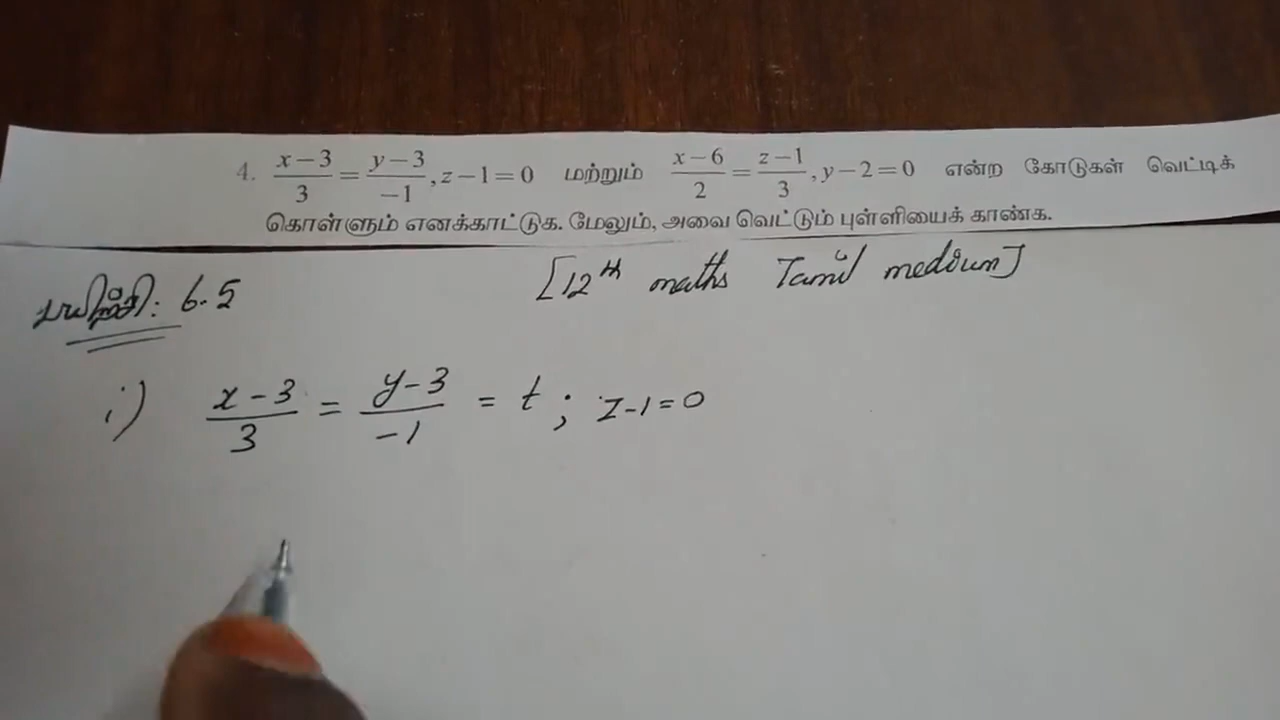 4. x−3/3 = y−3/−1, z−1=0 மற்றும் x−6/2 = z−1/3, y−2=0 என்ற கோடுகள் வெட்டிக்
கொள்ளும் எனக்காட்டுக. மேலும், அவை வெட்டும் புள்ளியைக் காண்க.
[12th maths Tamil medium]
பயிற்சி: 6.5
i) x−3/3 = y−3/−1 = t ; z−1=0